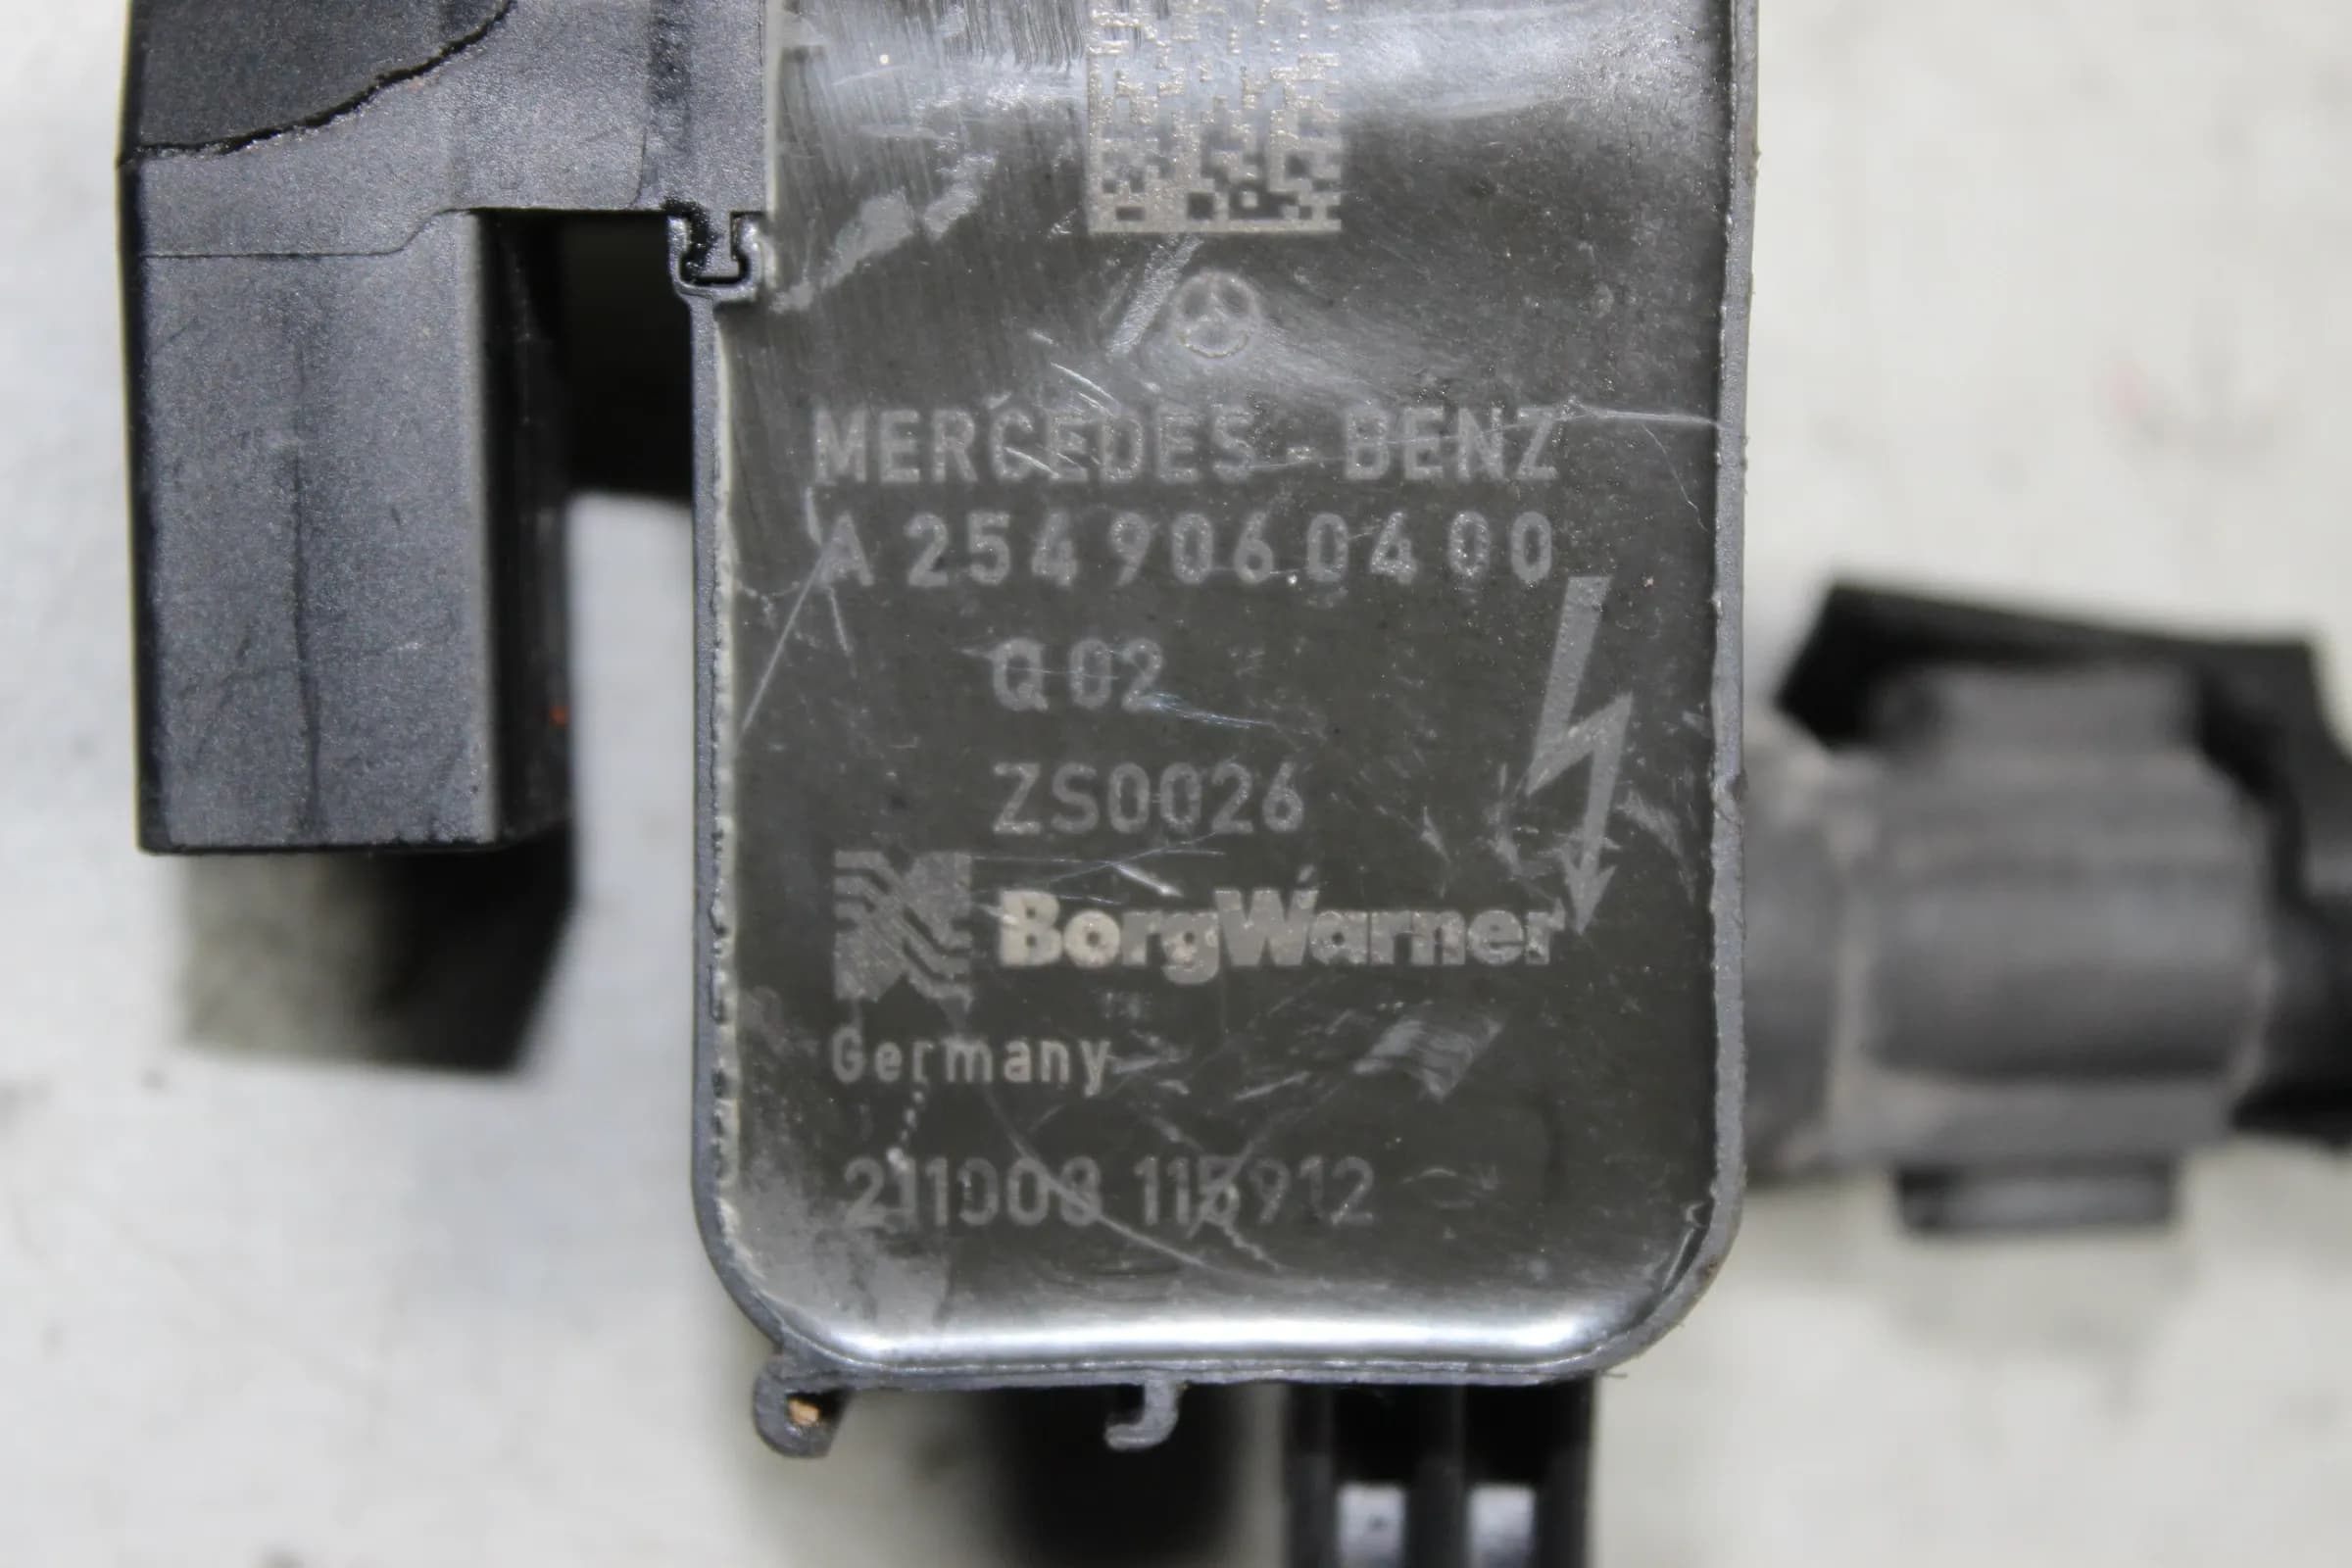 MERCEDES-BENZ
A 254 906 04 00
Q02
ZS0026
BorgWarner
Germany
211008 115912